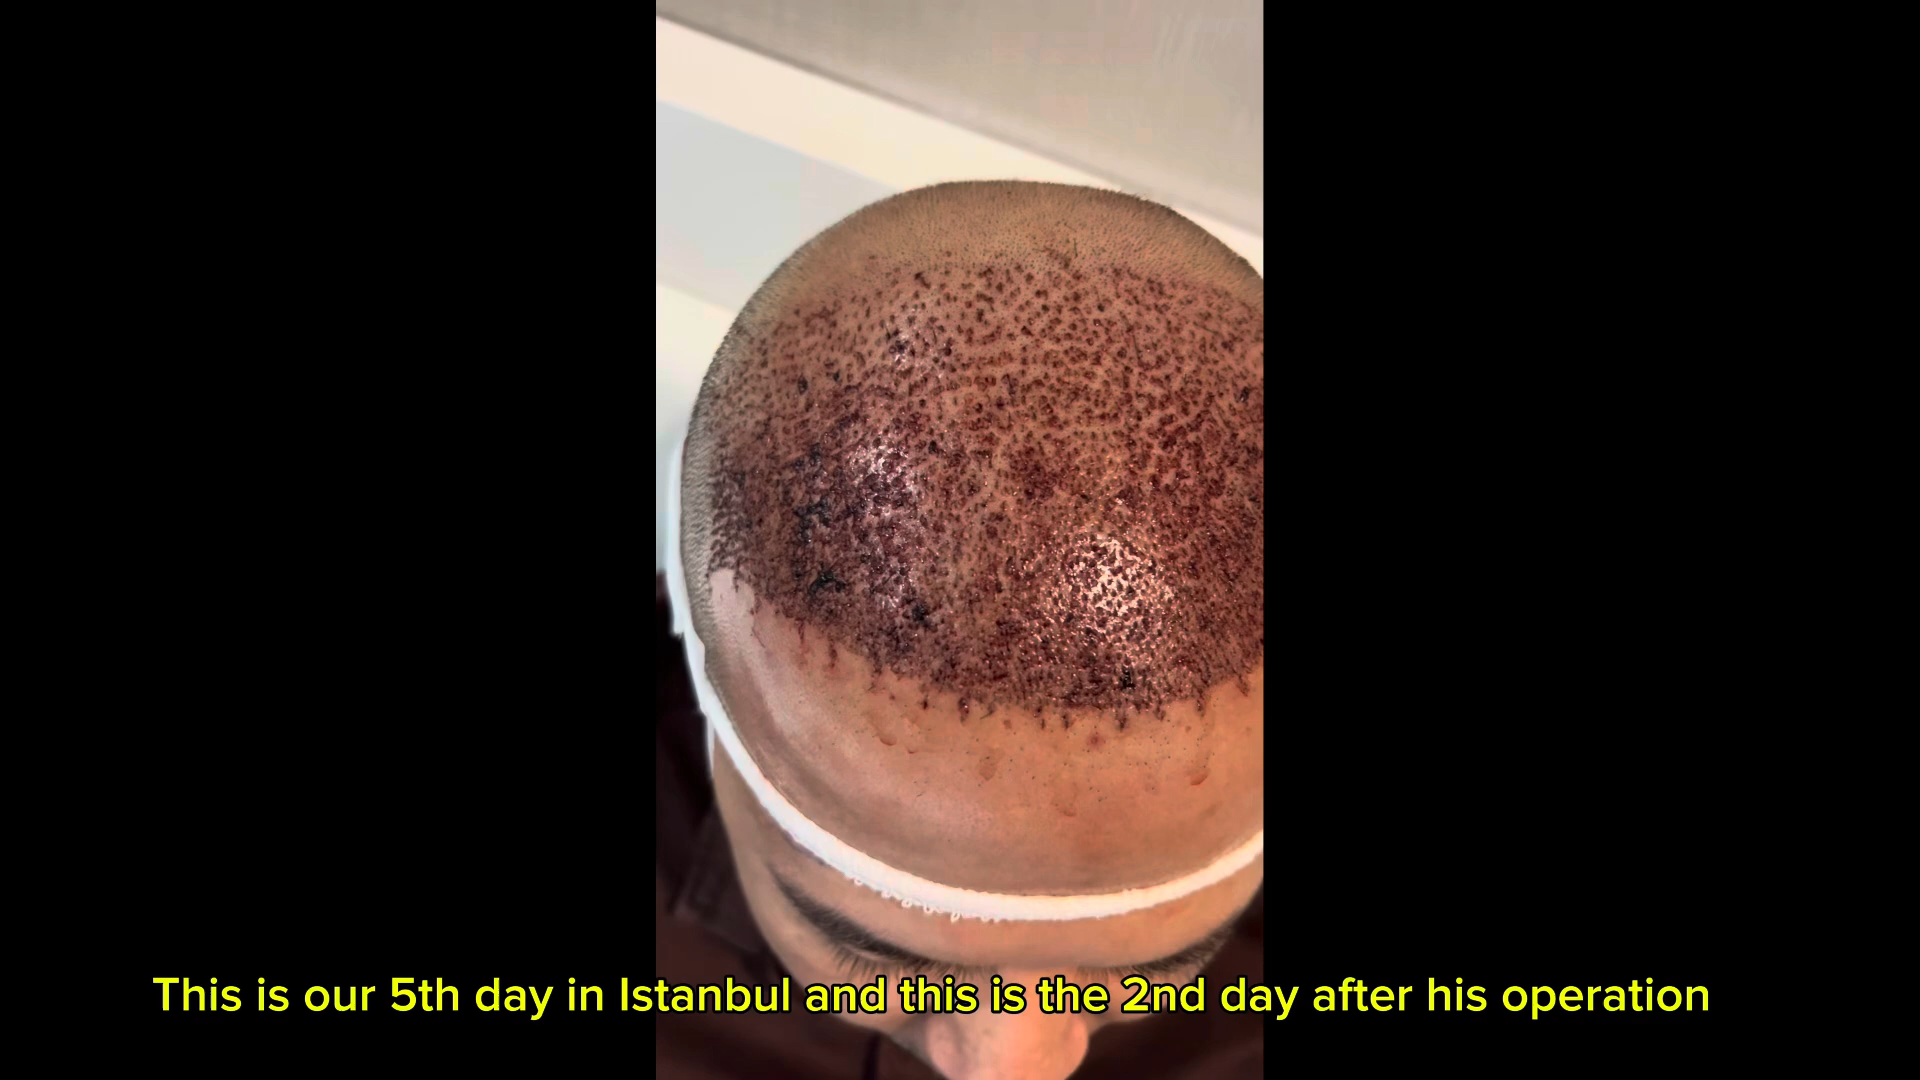 This is our 5th day in Istanbul and this is the 2nd day after his operation